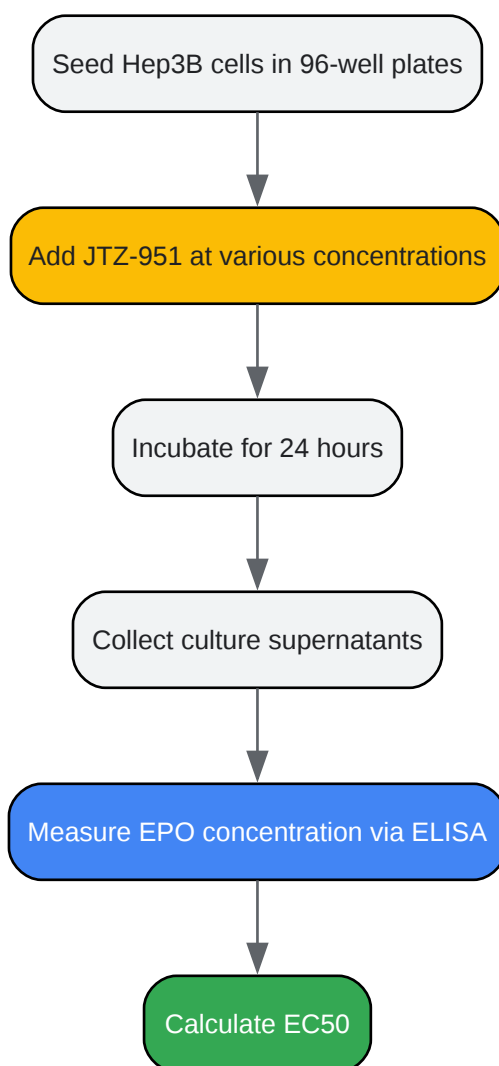 Seed Hep3B cells in 96-well plates
Add JTZ-951 at various concentrations
Incubate for 24 hours
Collect culture supernatants
Measure EPO concentration via ELISA
Calculate EC50